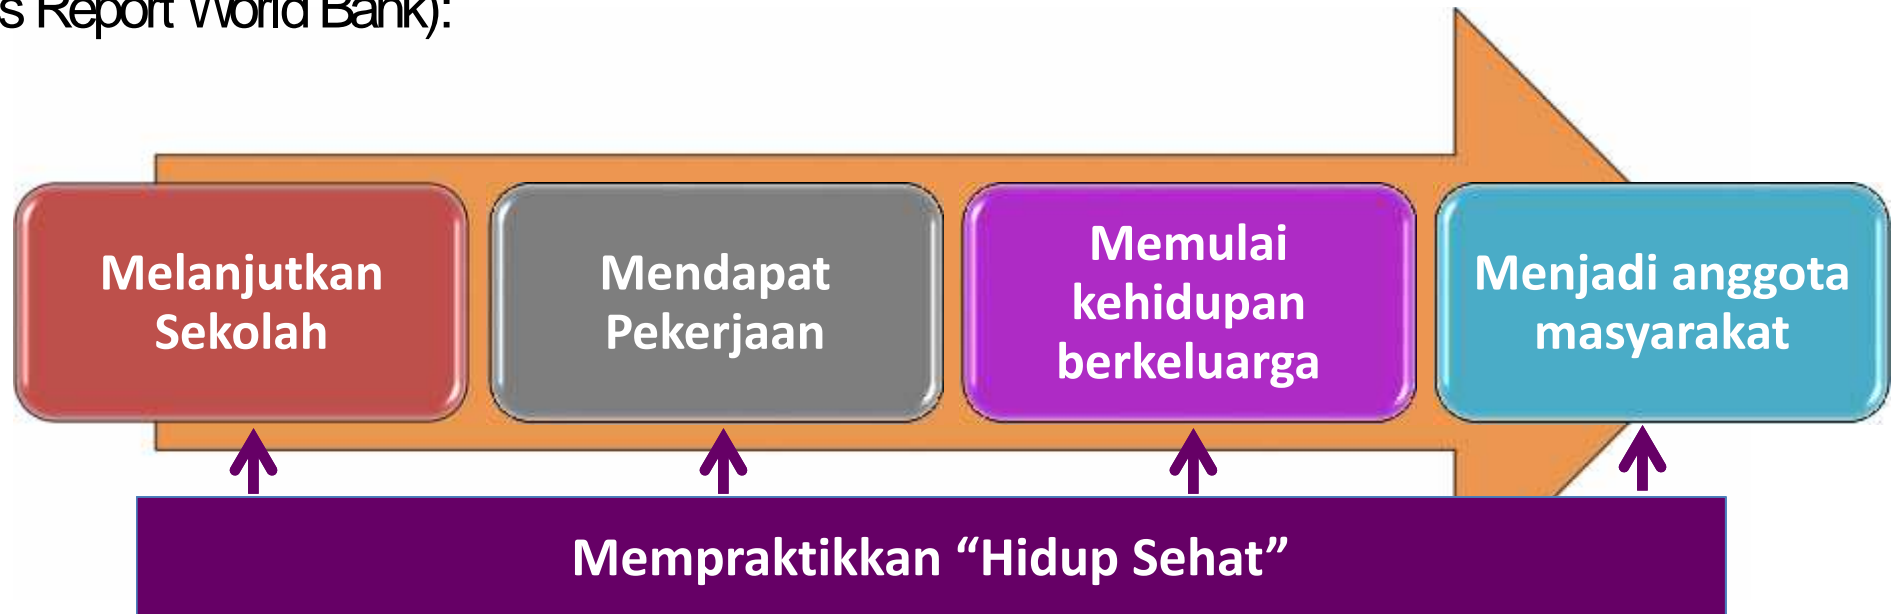 s Report World Bank):
Melanjutkan
Sekolah
Mendapat
Pekerjaan
Memulai
kehidupan
berkeluarga
Menjadi anggota
masyarakat
Mempraktikkan “Hidup Sehat”